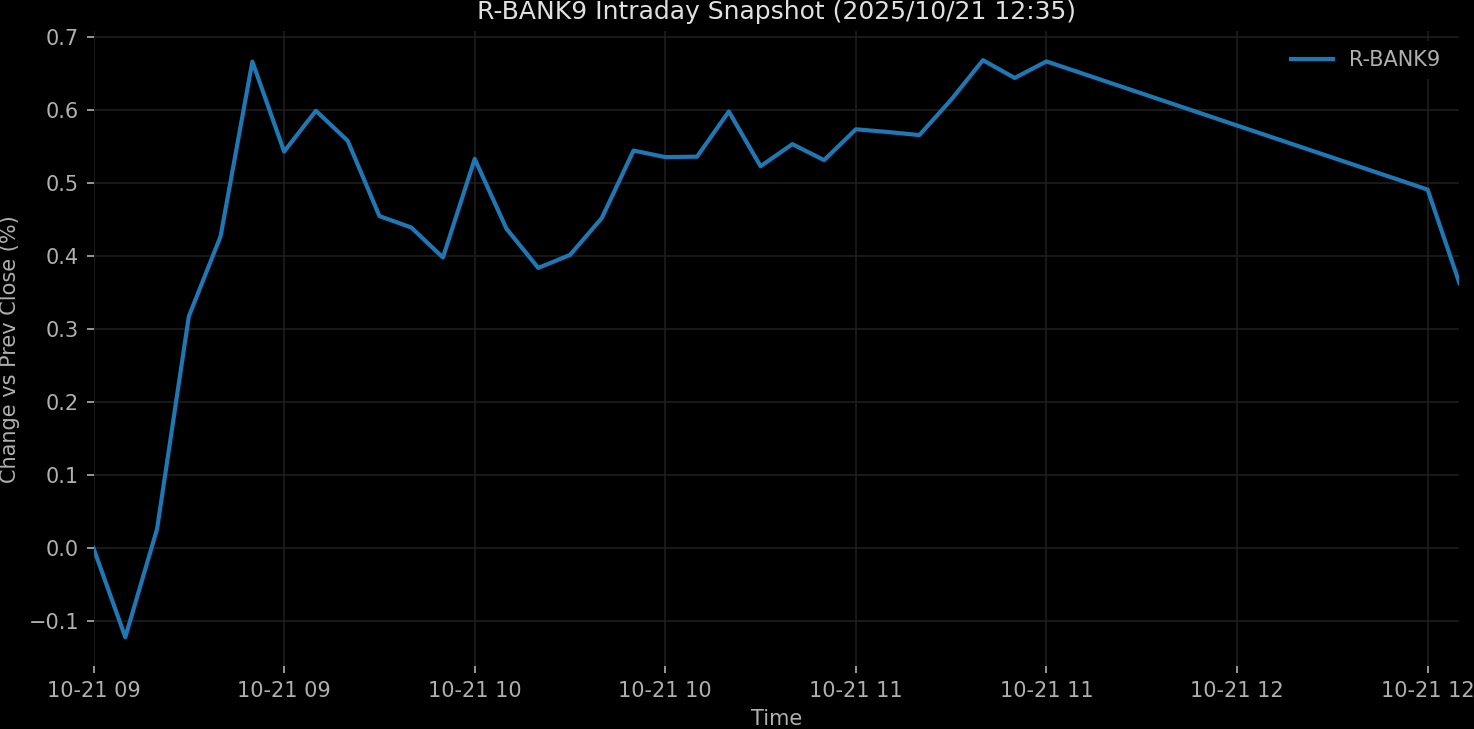 R-BANK9 Intraday Snapshot (2025/10/21 12:35)
R-BANK9
Change vs Prev Close (%)
0.7
0.6
0.5
0.4
0.3
0.2
0.1
0.0
−0.1
10-21 09 10-21 09 10-21 10 10-21 10 10-21 11 10-21 11 10-21 12 10-21 12
Time